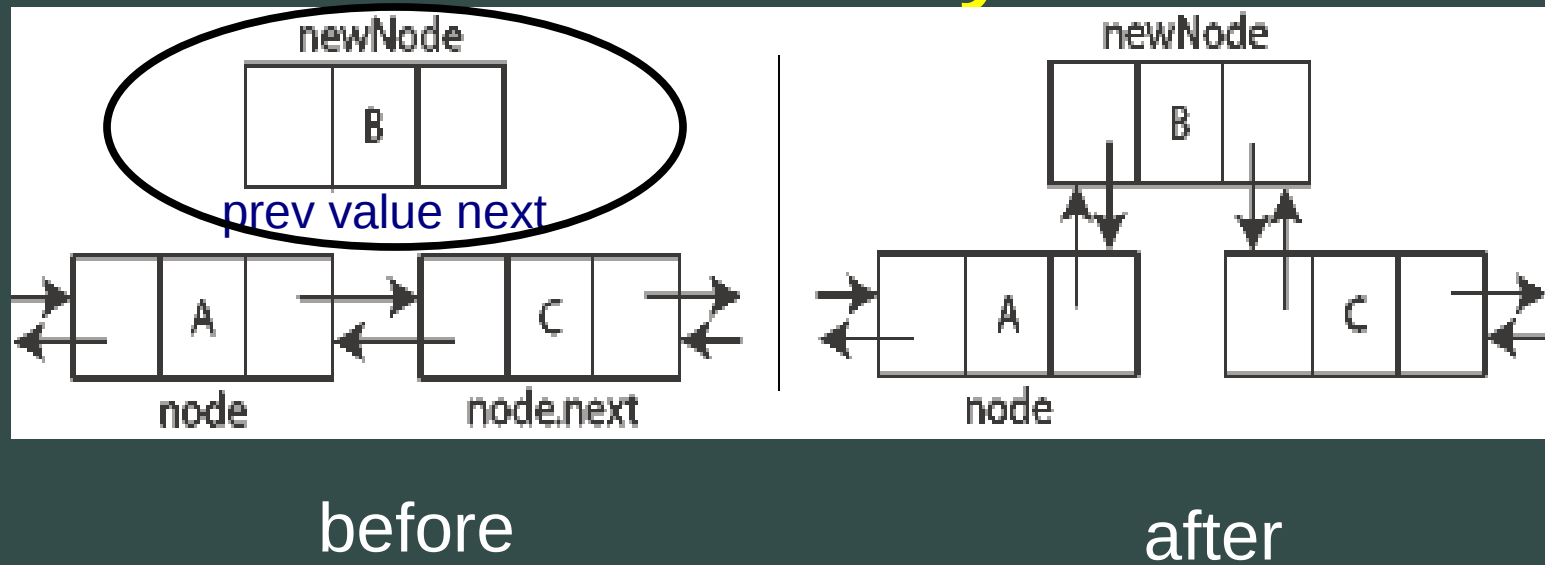 newNode
B
prev value next
A
C
node
node.next
before
newNode
B
A
C
node
after